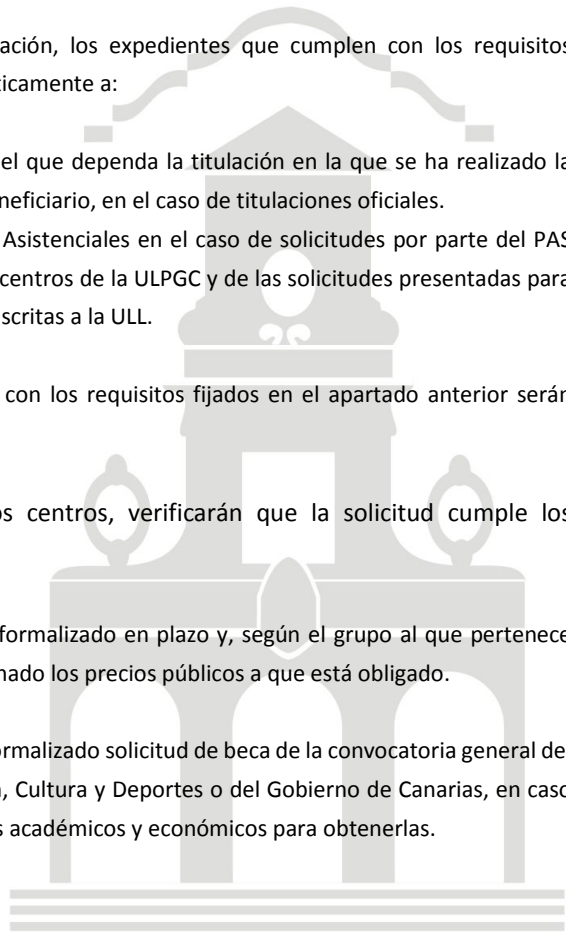 ación, los expedientes que cumplen con los requisitos
ticamente a:
el que dependa la titulación en la que se ha realizado la
neficiario, en el caso de titulaciones oficiales.
Asistenciales en el caso de solicitudes por parte del PAS
centros de la ULPGC y de las solicitudes presentadas para
scritas a la ULL.
con los requisitos fijados en el apartado anterior serán
os centros, verificarán que la solicitud cumple los
formalizado en plazo y, según el grupo al que pertenece
nado los precios públicos a que está obligado.
ormalizado solicitud de beca de la convocatoria general de
, Cultura y Deportes o del Gobierno de Canarias, en caso
s académicos y económicos para obtenerlas.